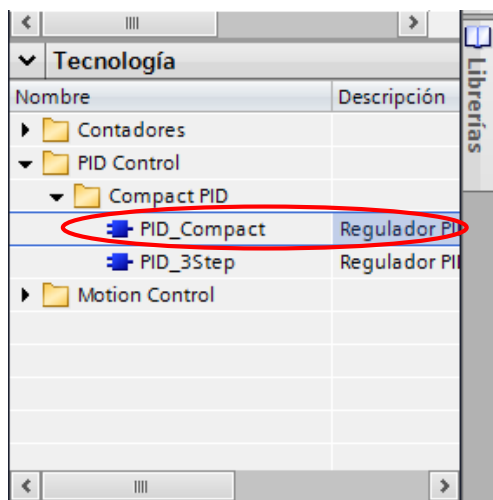 Tecnología
Nombre Descripción
Contadores
PID Control
Compact PID
PID_Compact Regulador PI
PID_3Step Regulador PI
Motion Control
Librerías